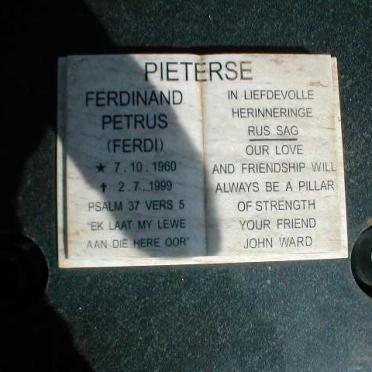 PIETERSE
FERDINAND
PETRUS
(FERDI)
★ 7.10.1960
✝ 2.7.1999
PSALM 37 VERS 5
"EK LAAT MY LEWE
AAN DIE HERE OOR"
IN LIEFDEVOLLE
HERINNERINGE
RUS SAG
OUR LOVE
AND FRIENDSHIP WILL
ALWAYS BE A PILLAR
OF STRENGTH
YOUR FRIEND
JOHN WARD